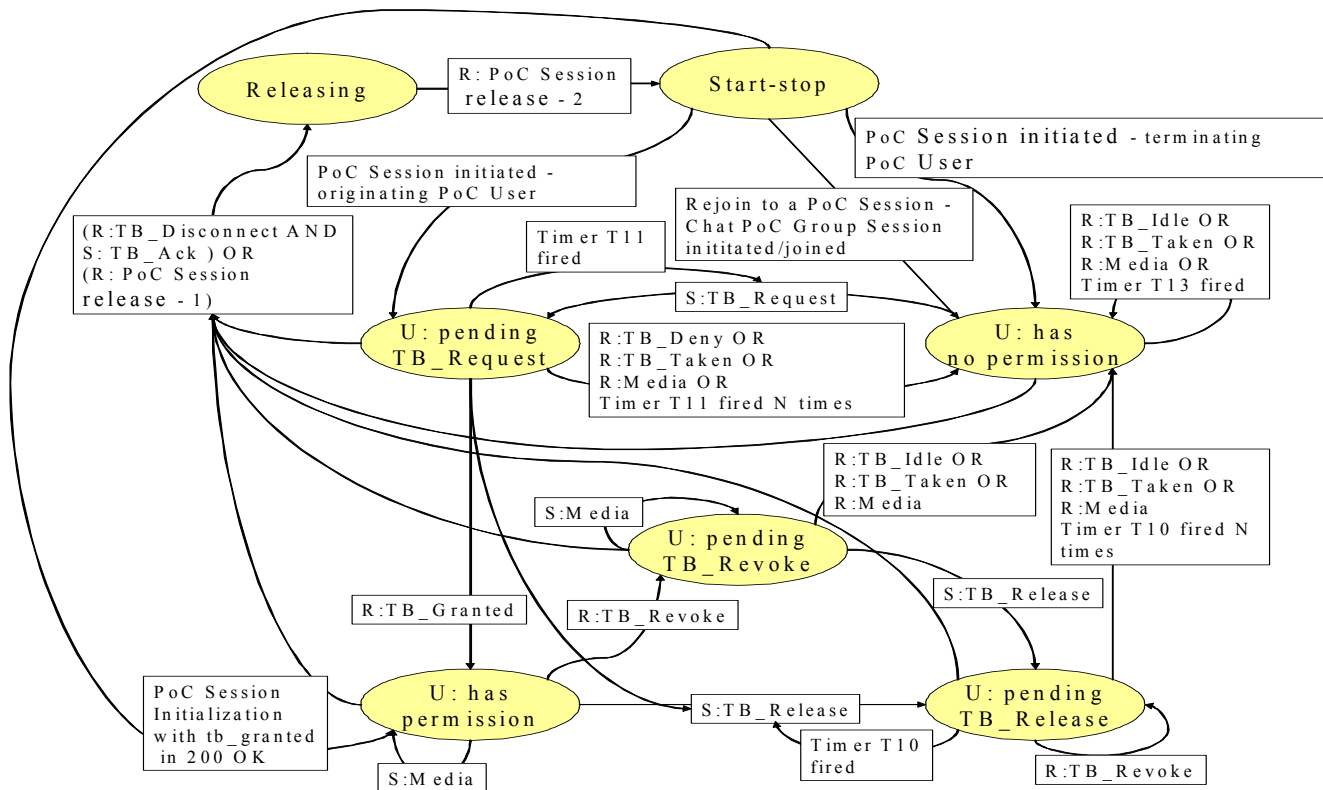 Releasing
R: PoC Session
release - 2
Start-stop
PoC Session initiated - terminating
PoC User
PoC Session initiated -
originating PoC User
Rejoin to a PoC Session -
Chat PoC Group Session
inititated/joined
R:TB_Idle OR
R:TB_Taken OR
R:Media OR
Timer T13 fired
(R:TB_Disconnect AND
S: TB_Ack ) OR
(R: PoC Session
release - 1)
Timer T11
fired
S:TB_Request
U: pending
TB_Request
R:TB_Deny OR
R:TB_Taken OR
R:Media OR
Timer T11 fired N times
U: has
no permission
R:TB_Idle OR
R:TB_Taken OR
R:Media
R:TB_Idle OR
R:TB_Taken OR
R:Media
Timer T10 fired N
times
S:Media
U: pending
TB_Revoke
R:TB_Granted
R:TB_Revoke
S:TB_Release
PoC Session
Initialization
with tb_granted
in 200 OK
U: has
permission
S:TB_Release
U: pending
TB_Release
Timer T10
fired
S:Media
R:TB_Revoke